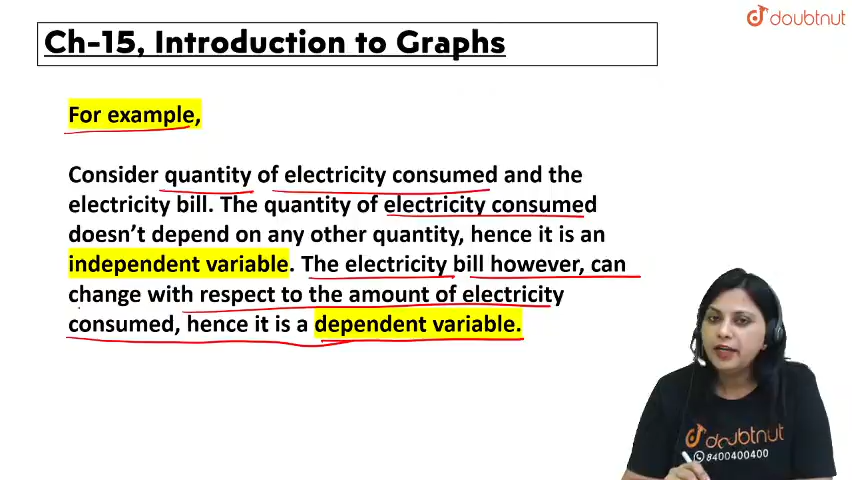 doubtnut
Ch-15, Introduction to Graphs
For example,
Consider quantity of electricity consumed and the
electricity bill. The quantity of electricity consumed
doesn't depend on any other quantity, hence it is an
independent variable. The electricity bill however, can
change with respect to the amount of electricity
consumed, hence it is a dependent variable.
doubtnut
8400400400